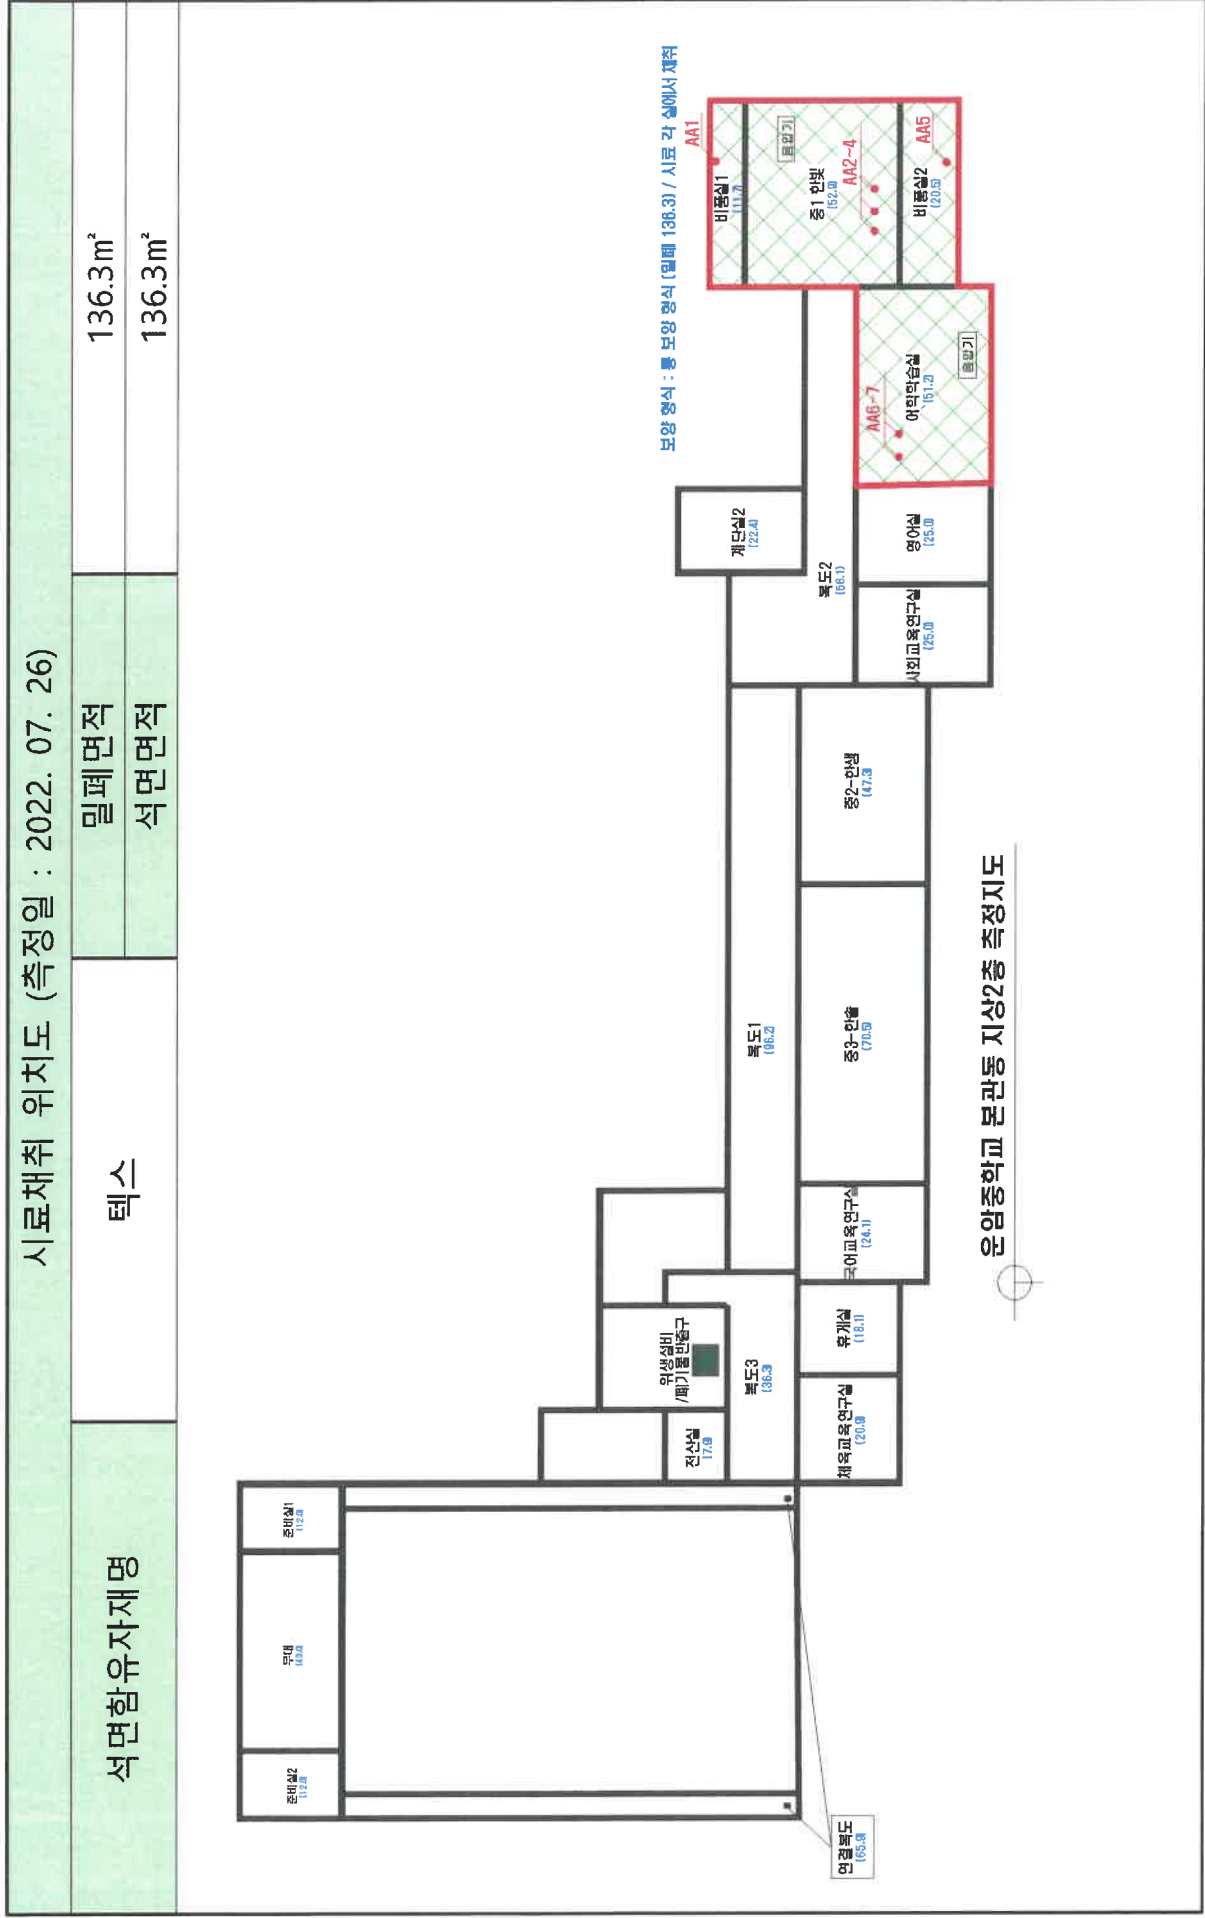 시료채취 위치도 (측정일 : 2022. 07. 26)
석면함유자재명
텍스
밀폐면적
136.3m²
석면면적
136.3m²
보양 형식 : 룸 보양 형식 (밀폐 136.3) / 시료 각 실에서 채취
준비실2
(12.0)
무대
준비실1
(12.0)
연결복도
(65.9)
전산실
(7.9)
위생설비
/폐기물반출구
복도3
(36.3)
체육교육연구실
(20.9)
휴게실
(18.1)
국어교육연구실
(24.1)
복도1
(96.2)
중3-한솔
(70.5)
중2-한샘
(47.3)
계단실2
(22.4)
복도2
(56.1)
사회교육연구실
(25.0)
영어실
(25.0)
AA6~7
어학학습실
(51.2)
음압기
AA1
비품실1
(11.7)
음압기
중1 한빛
(52.9)
AA2~4
AA5
비품실2
(20.5)
운암중학교 본관동 지상2층 측정지도